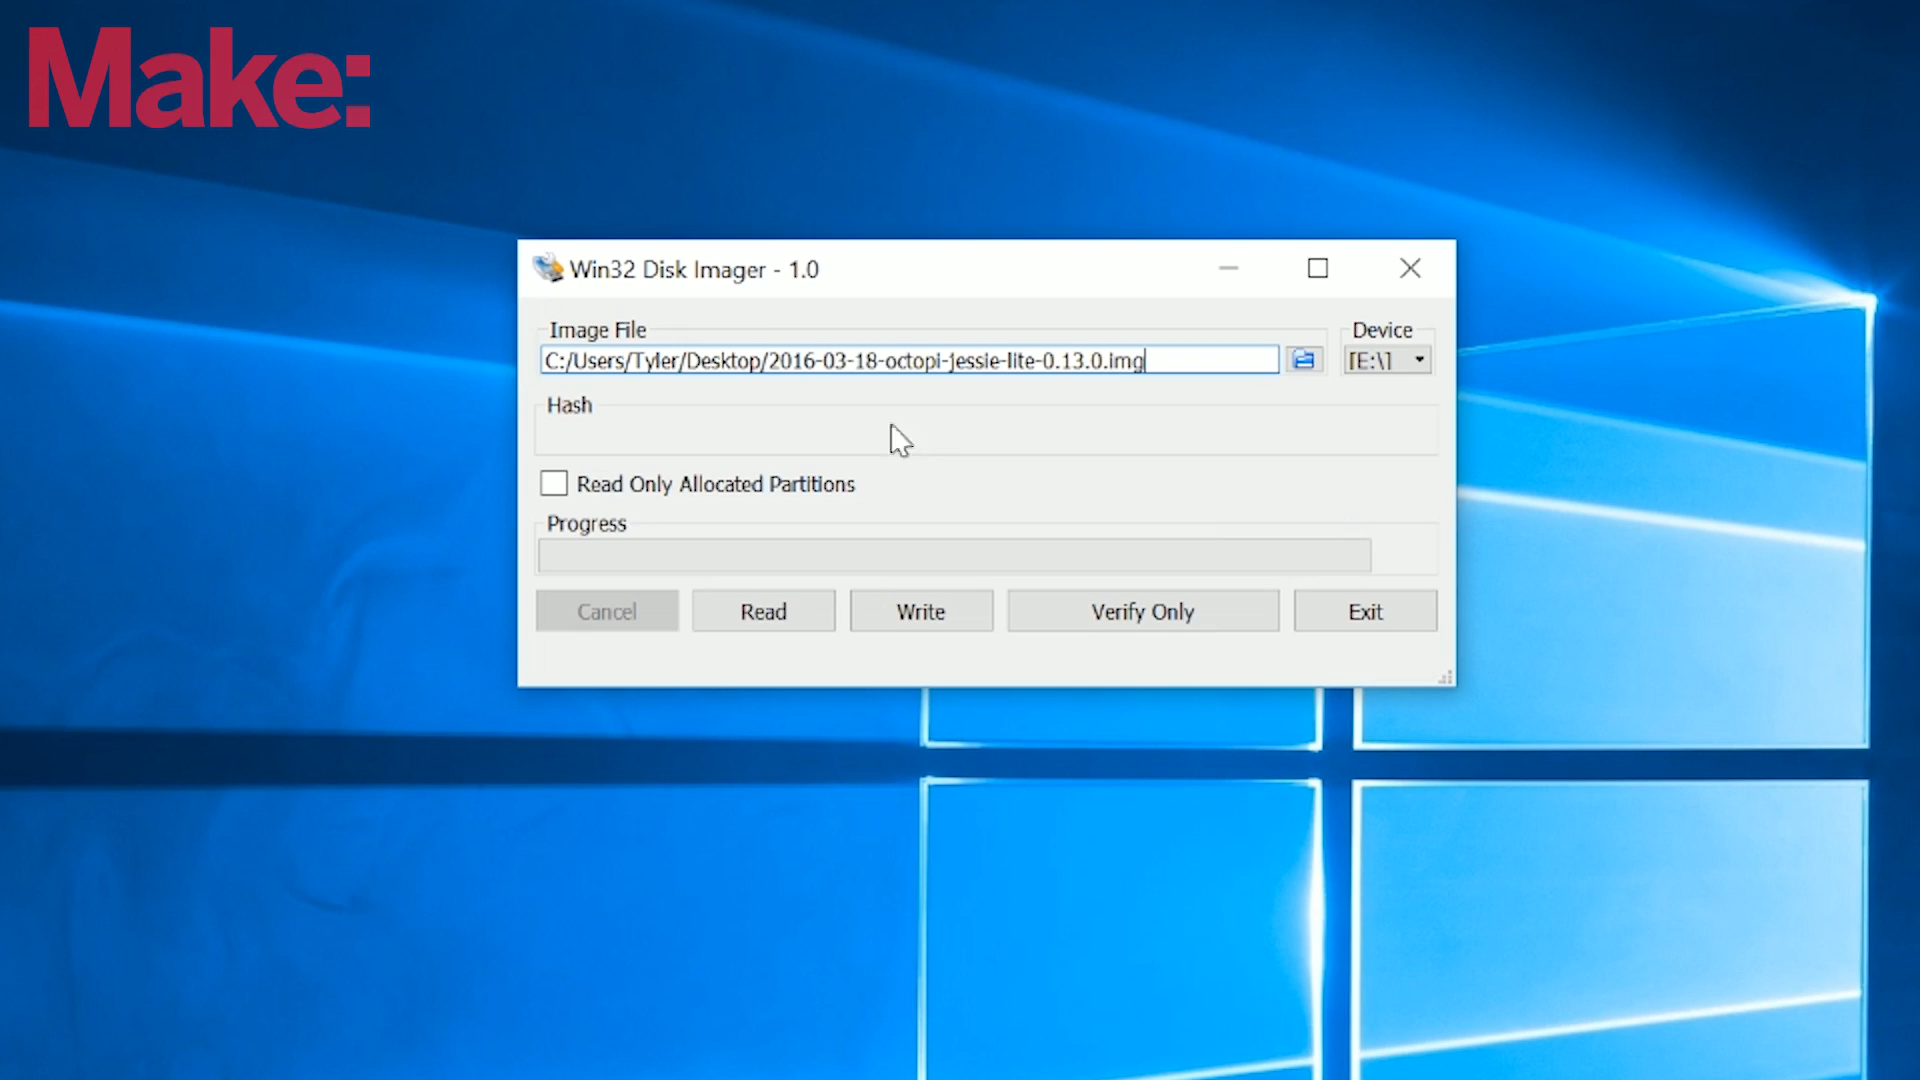 Make:
Win32 Disk Imager - 1.0
Image File
Device
C:/Users/Tyler/Desktop/2016-03-18-octopi-jessie-lite-0.13.0.img
[E:\]
Hash
Read Only Allocated Partitions
Progress
Cancel
Read
Write
Verify Only
Exit